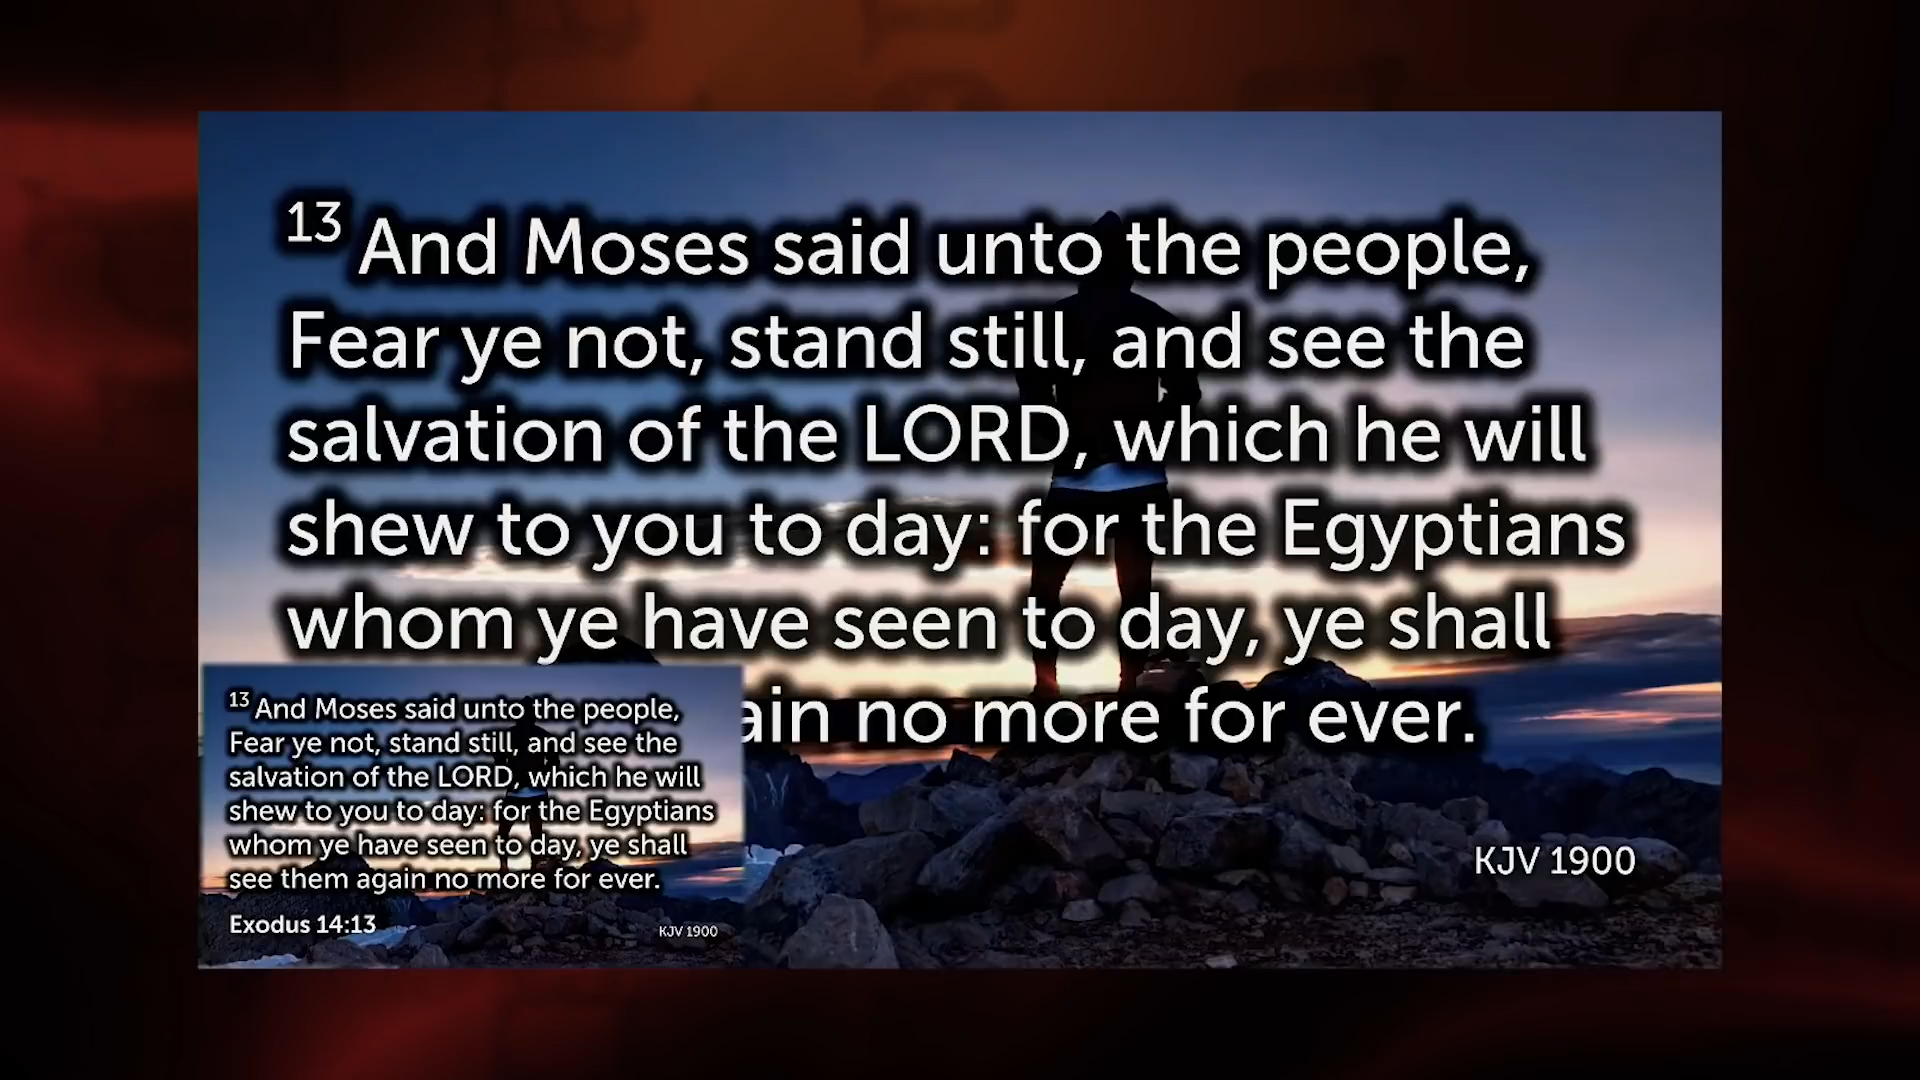 13 And Moses said unto the people,
Fear ye not, stand still, and see the
salvation of the LORD, which he will
shew to you to day: for the Egyptians
whom ye have seen to day, ye shall
ain no more for ever.
KJV 1900
13 And Moses said unto the people,
Fear ye not, stand still, and see the
salvation of the LORD, which he will
shew to you to day: for the Egyptians
whom ye have seen to day, ye shall
see them again no more for ever.
Exodus 14:13
KJV 1900